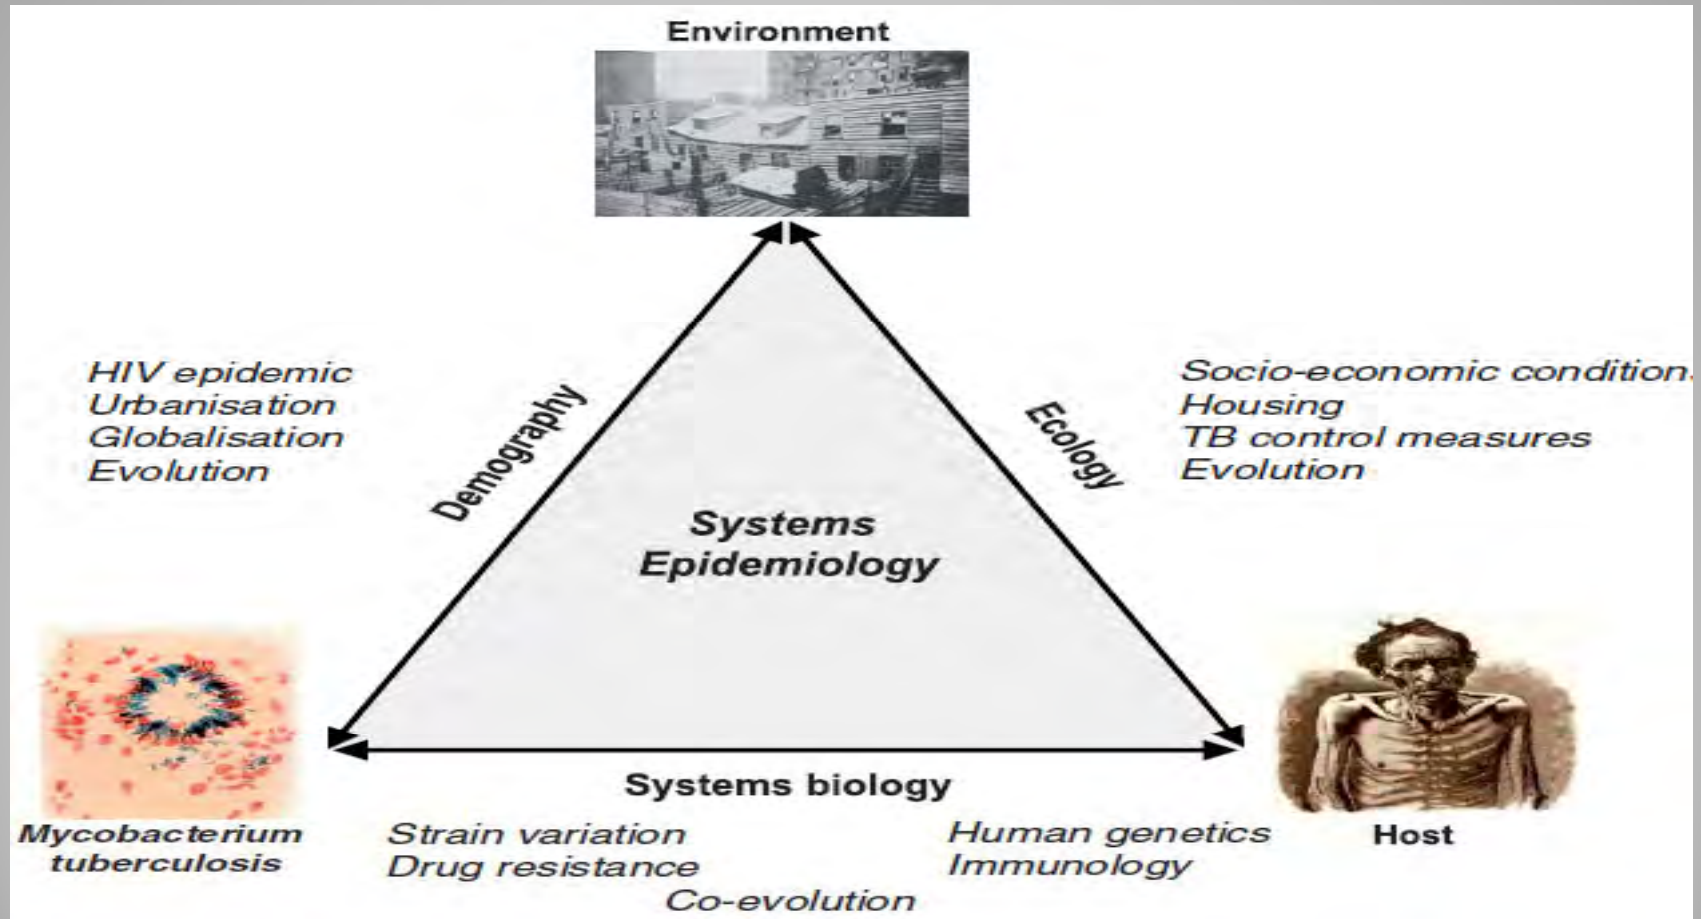 Environment
HIV epidemic
Urbanisation
Globalisation
Evolution
Demography
Ecology
Socio-economic condition
Housing
TB control measures
Evolution
Systems
Epidemiology
Systems biology
Mycobacterium
tuberculosis
Strain variation
Drug resistance
Human genetics
Immunology
Co-evolution
Host